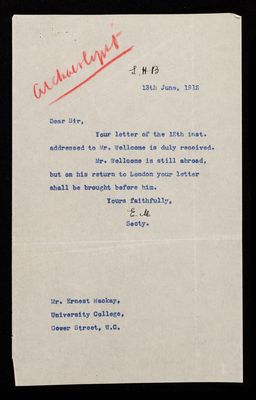 Archaeologist
S.H.B
13th June, 1912
Dear Sir,
Your letter of the 12th inst.
addressed to Mr. Wellcome is duly received.
Mr. Wellcome is still abroad,
but on his return to London your letter
shall be brought before him.
Yours faithfully,
E.M.
Secty.
Mr. Ernest Mackay,
University College,
Gower Street, W.C.